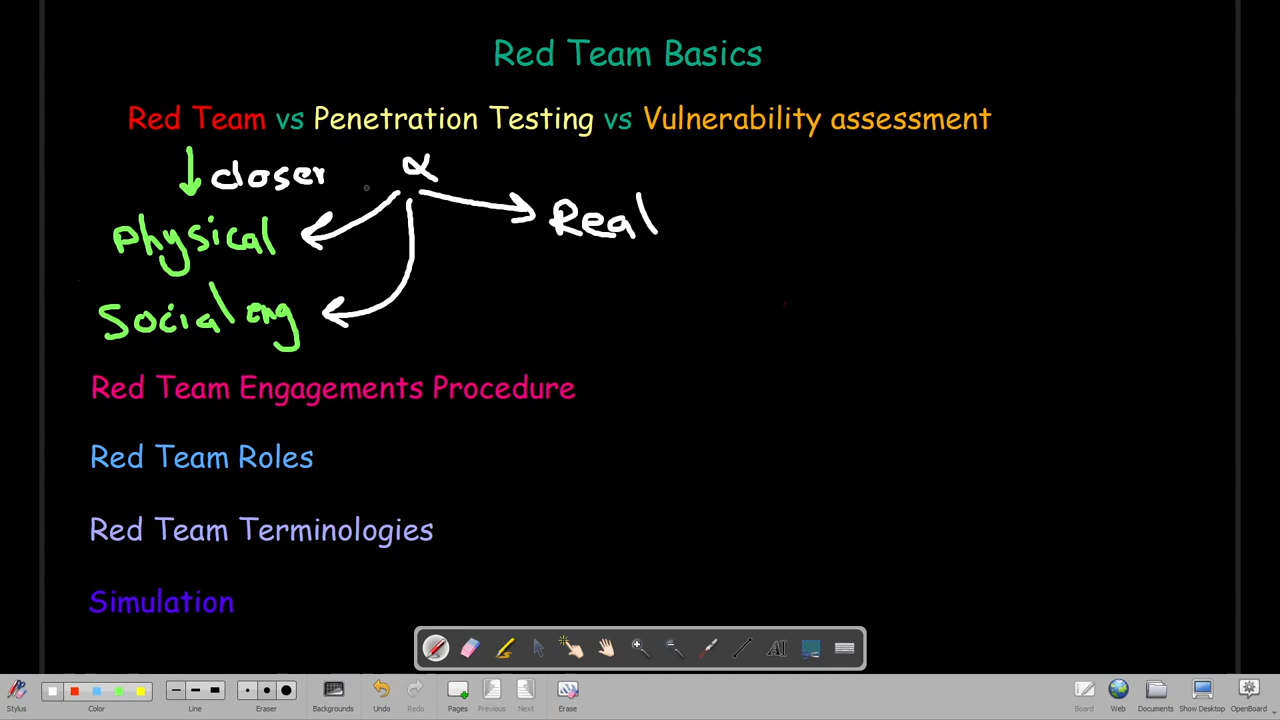 Red Team Basics
Red Team vs Penetration Testing vs Vulnerability assessment
closer
α
Physical
Real
Social eng
Red Team Engagements Procedure
Red Team Roles
Red Team Terminologies
Simulation
Stylus
Color
Line
Eraser
Backgrounds
Undo
Redo
Pages
Previous
Next
Erase
Board
Web
Documents
Show Desktop
OpenBoard